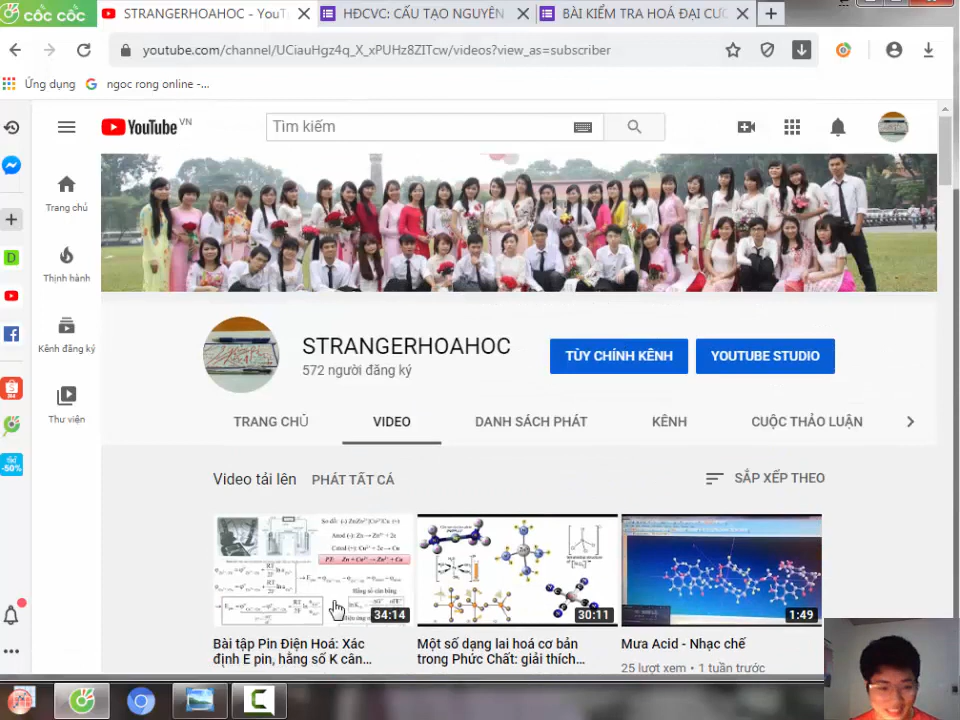 cốc cốc
STRANGERHOAHOC - YouT
HĐCVC: CẤU TẠO NGUYÊN
BÀI KIỂM TRA HOÁ ĐẠI CƯƠ
youtube.com/channel/UCiauHgz4q_X_xPUHz8ZITcw/videos?view_as=subscriber
Ứng dụng
ngoc rong online -...
YouTube VN
Tìm kiếm
Trang chủ
Thịnh hành
Kênh đăng ký
Thư viện
STRANGERHOAHOC
572 người đăng ký
TÙY CHỈNH KÊNH
YOUTUBE STUDIO
TRANG CHỦ
VIDEO
DANH SÁCH PHÁT
KÊNH
CUỘC THẢO LUẬN
Video tải lên
PHÁT TẤT CẢ
SẮP XẾP THEO
-50%
34:14
30:11
1:49
Bài tập Pin Điện Hoá: Xác
định E pin, hằng số K cân...
Một số dạng lai hoá cơ bản
trong Phức Chất: giải thích...
Mưa Acid - Nhạc chế
25 lượt xem • 1 tuần trước